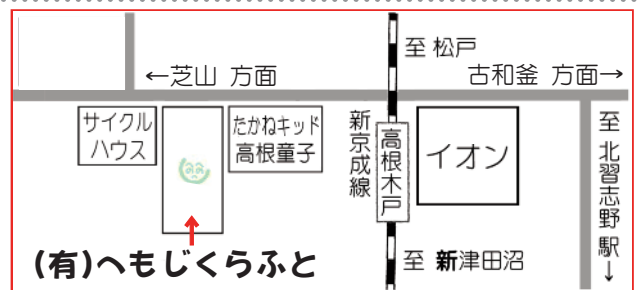 至 松戸
←芝山 方面
古和釜 方面→
サイクル
ハウス
たかねキッド
高根童子
新京成線
高根木戸
イオン
至 北習志野駅↓
(有)へもじくらふと
至 新津田沼